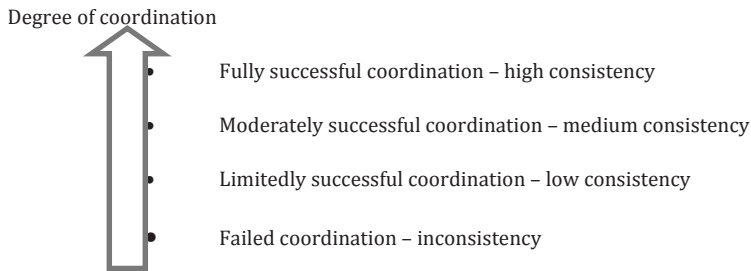 Degree of coordination
Fully successful coordination – high consistency
Moderately successful coordination – medium consistency
Limitedly successful coordination – low consistency
Failed coordination – inconsistency